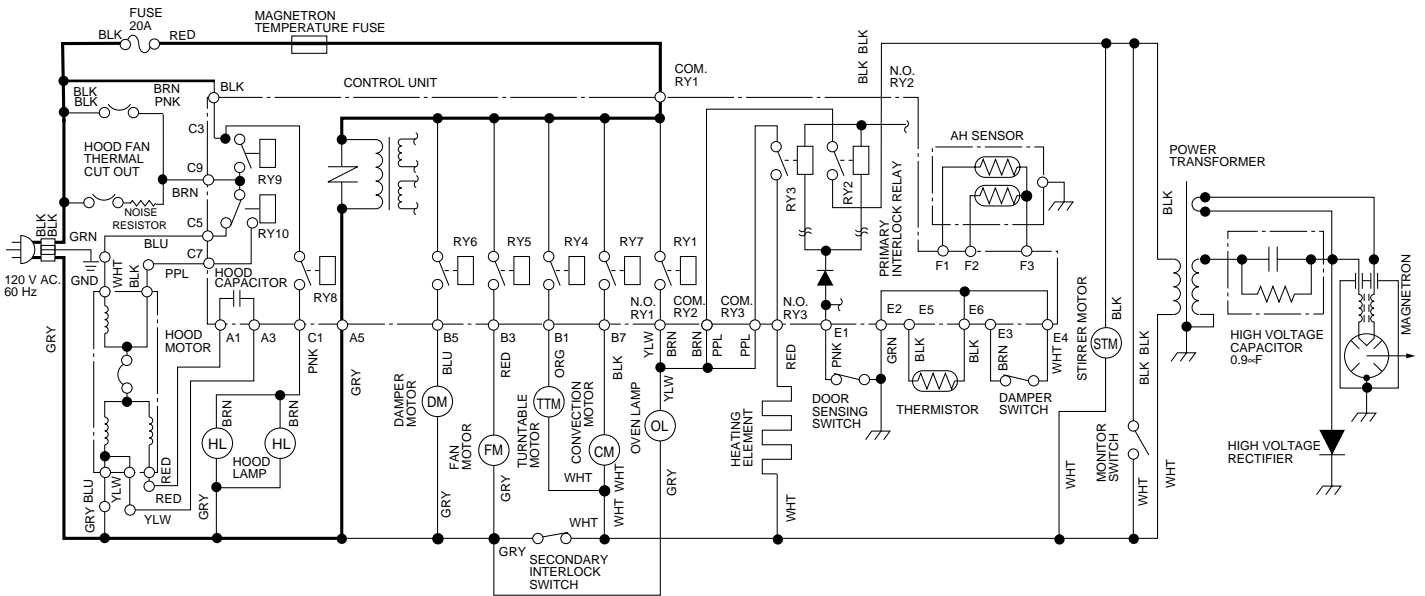 FUSE
20A
BLK
RED
MAGNETRON
TEMPERATURE FUSE
BLK
BLK
BRN
PNK
BLK
CONTROL UNIT
COM.
RY1
BLK BLK
N.O.
RY2
C3
HOOD FAN
THERMAL
CUT OUT
C9
BRN
RY9
NOISE
RESISTOR
C5
BLU
RY10
C7
PPL
BLK
BLK
GRN
GND
WHT
BLK
120 V AC.
60 Hz
GRY
HOOD
CAPACITOR
RY8
HOOD
MOTOR
A1
A3
C1
A5
PNK
GRY
RY6
RY5
RY4
RY7
RY1
B5
B3
B1
B7
N.O.
RY1
COM.
RY2
COM.
RY3
N.O.
RY3
BLU
RED
ORG
BLK
YLW
BRN
BRN
PPL
PPL
YLW
RED
RY3
RY2
PRIMARY
INTERLOCK RELAY
AH SENSOR
F1
F2
F3
E1
E2
E5
E6
E3
E4
PNK
GRN
BLK
BLK
BRN
WHT
DOOR
SENSING
SWITCH
THERMISTOR
DAMPER
SWITCH
STIRRER MOTOR
STM
BLK
BLK BLK
MONITOR
SWITCH
WHT
WHT
WHT
POWER
TRANSFORMER
BLK
HIGH VOLTAGE
CAPACITOR
0.9∝F
MAGNETRON
HIGH VOLTAGE
RECTIFIER
BRN
BRN
HL
HL
HOOD
LAMP
GRY
RED
RED
YLW
YLW
BLU
GRY
DAMPER
MOTOR
DM
GRY
FAN
MOTOR
FM
GRY
TURNTABLE
MOTOR
TTM
WHT
CONVECTION
MOTOR
CM
WHT
WHT
OVEN LAMP
OL
GRY
HEATING
ELEMENT
WHT
GRY
WHT
SECONDARY
INTERLOCK
SWITCH